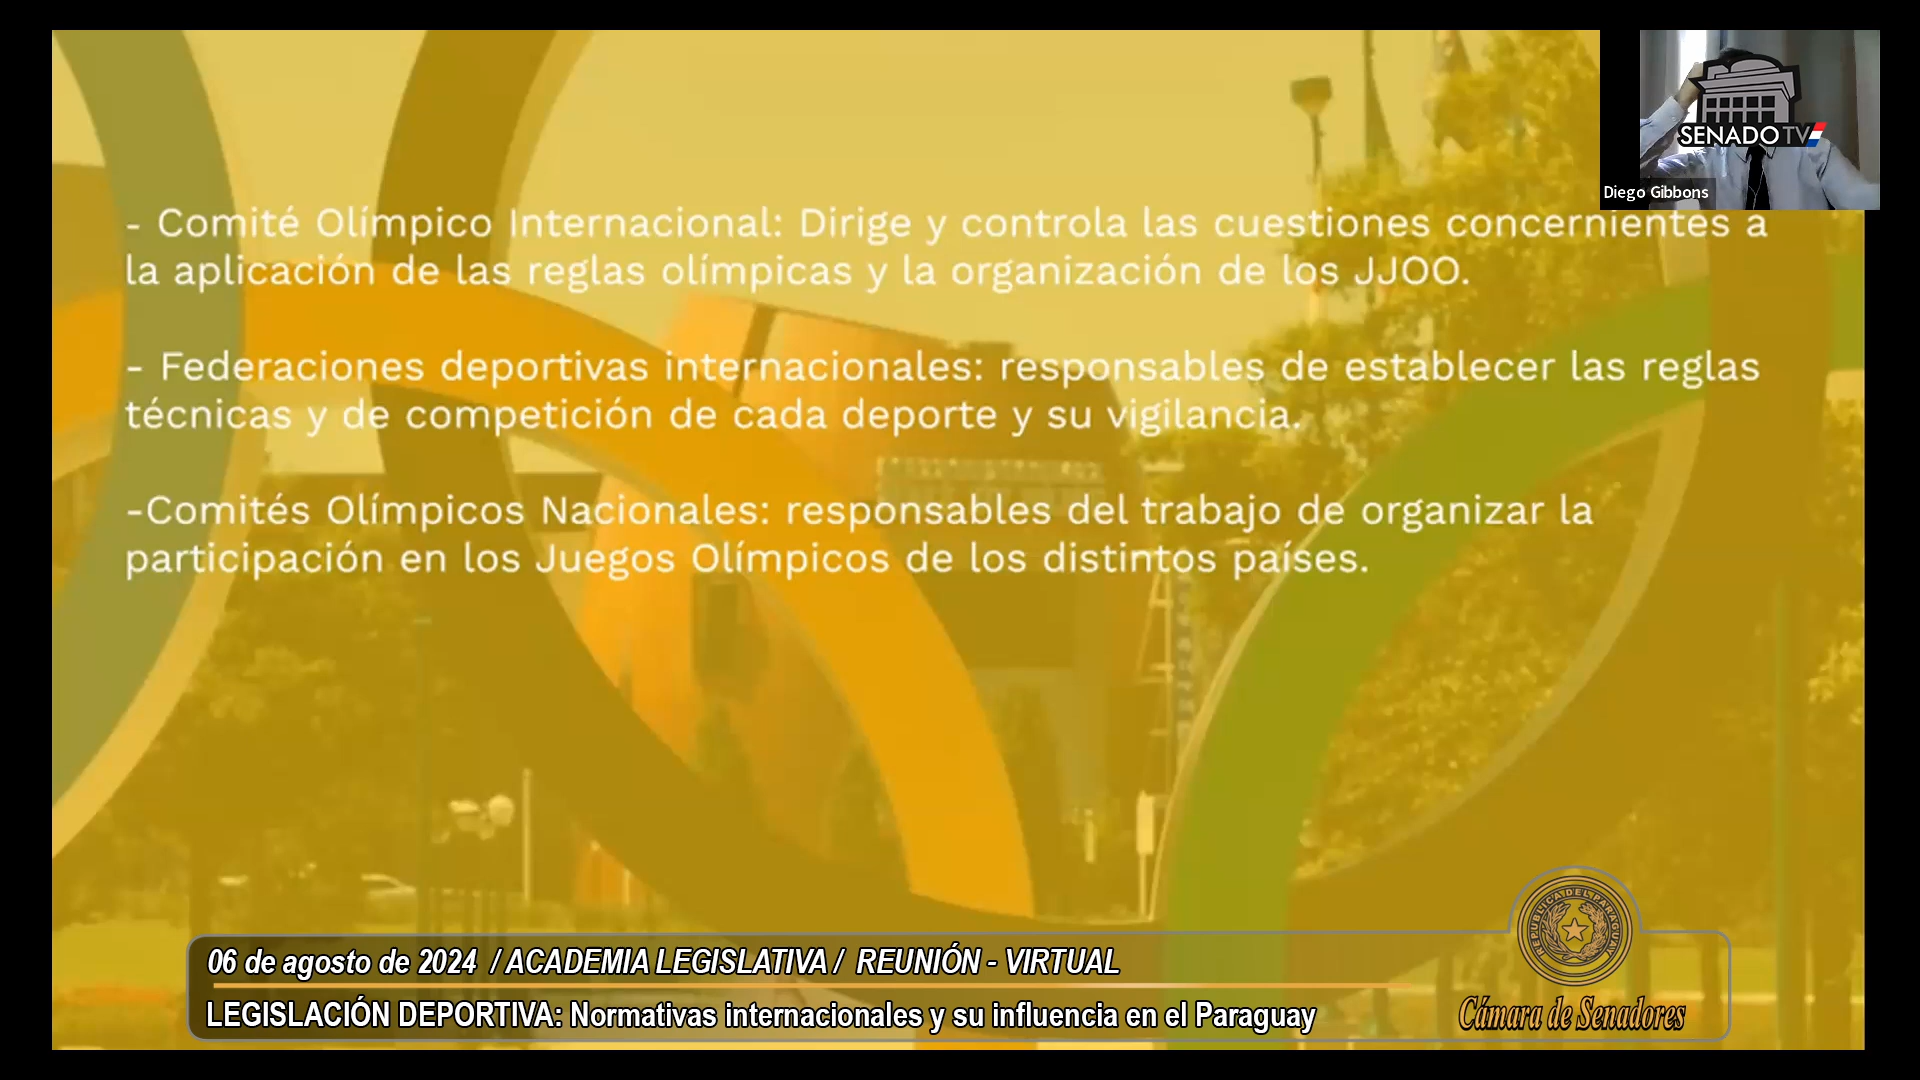 SENADO TV
Diego Gibbons
- Comité Olímpico Internacional: Dirige y controla las cuestiones concernientes a
la aplicación de las reglas olímpicas y la organización de los JJOO.
- Federaciones deportivas internacionales: responsables de establecer las reglas
técnicas y de competición de cada deporte y su vigilancia.
-Comités Olímpicos Nacionales: responsables del trabajo de organizar la
participación en los Juegos Olímpicos de los distintos países.
06 de agosto de 2024 / ACADEMIA LEGISLATIVA / REUNIÓN - VIRTUAL
LEGISLACIÓN DEPORTIVA: Normativas internacionales y su influencia en el Paraguay
REPUBLICA DEL PARAGUAY
Cámara de Senadores